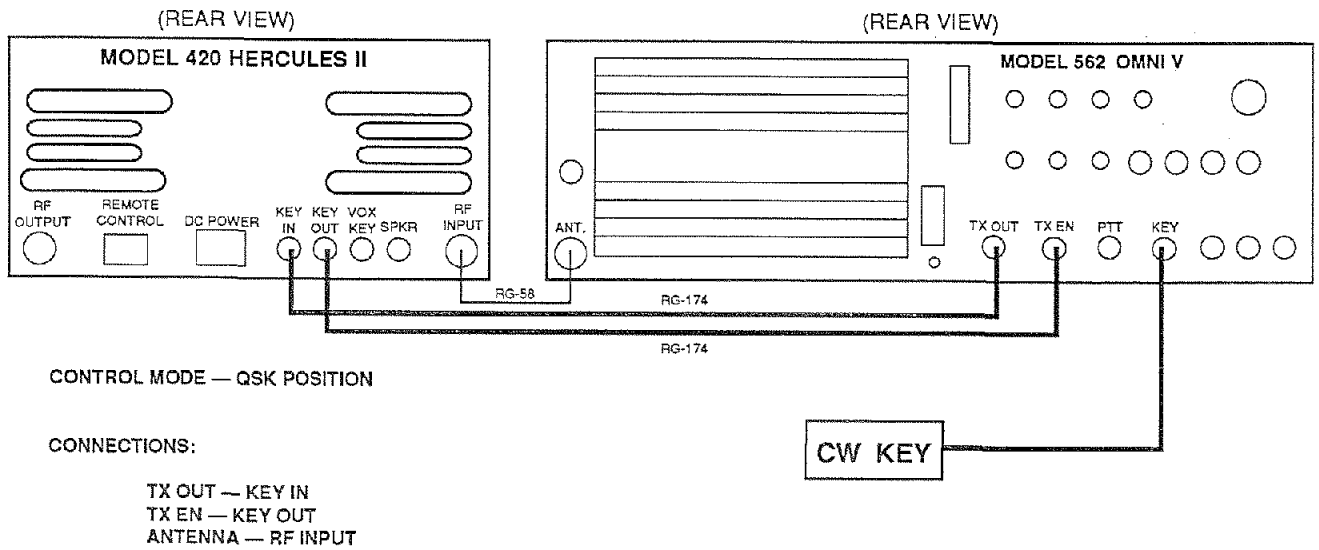 (REAR VIEW)
(REAR VIEW)
MODEL 420 HERCULES II
MODEL 562 OMNI V
RF OUTPUT
REMOTE CONTROL
DC POWER
KEY IN
KEY OUT
VOX KEY
SPKR
RF INPUT
ANT.
TX OUT
TX EN
PTT
KEY
RG-58
RG-174
RG-174
CONTROL MODE — QSK POSITION
CW KEY
CONNECTIONS:
TX OUT — KEY IN
TX EN — KEY OUT
ANTENNA — RF INPUT